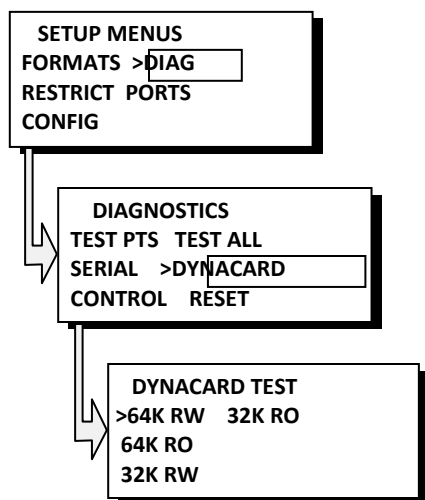 SETUP MENUS
FORMATS >DIAG
RESTRICT PORTS
CONFIG
DIAGNOSTICS
TEST PTS TEST ALL
SERIAL >DYNACARD
CONTROL RESET
DYNACARD TEST
>64K RW 32K RO
64K RO
32K RW